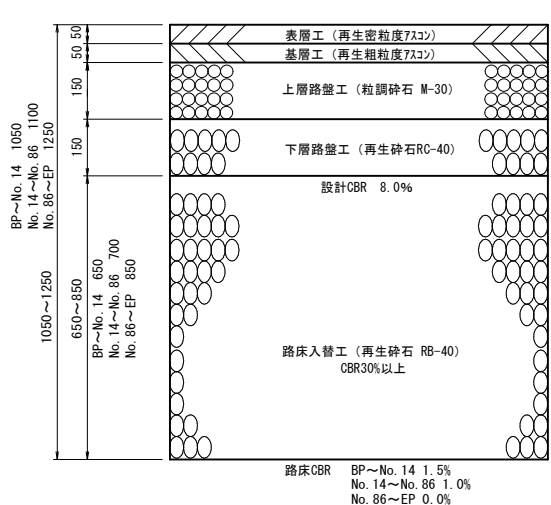 50
表層工（再生密粒度アスコン）
50
基層工（再生粗粒度アスコン）
150
上層路盤工（粒調砕石 M-30）
150
下層路盤工（再生砕石RC-40）
設計CBR 8.0%
BP〜No.14 1050
No.14〜No.86 1100
No.86〜EP 1250
1050〜1250
650〜850
BP〜No.14 650
No.14〜No.86 700
No.86〜EP 850
路床入替工（再生砕石 RB-40）
CBR30%以上
路床CBR BP〜No.14 1.5%
No.14〜No.86 1.0%
No.86〜EP 0.0%